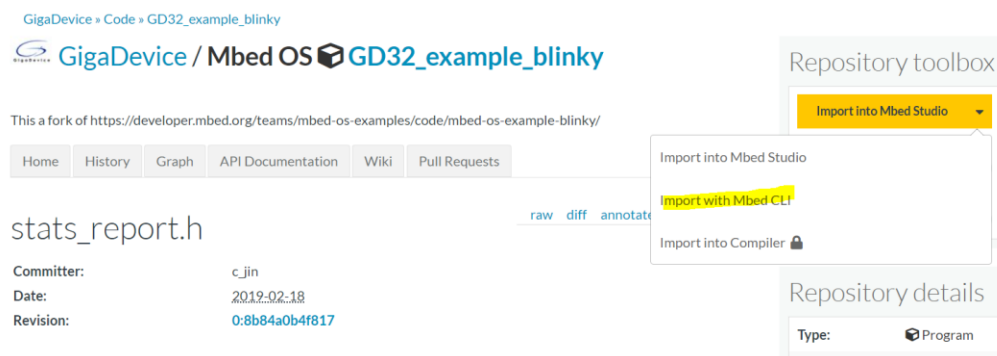 GigaDevice » Code » GD32_example_blinky
GigaDevice / Mbed OS GD32_example_blinky
This a fork of https://developer.mbed.org/teams/mbed-os-examples/code/mbed-os-example-blinky/
Home History Graph API Documentation Wiki Pull Requests
stats_report.h
raw diff annotate
Committer: c_jin
Date: 2019-02-18
Revision: 0:8b84a0b4f817
Repository toolbox
Import into Mbed Studio
Import into Mbed Studio
Import with Mbed CLI
Import into Compiler
Repository details
Type: Program